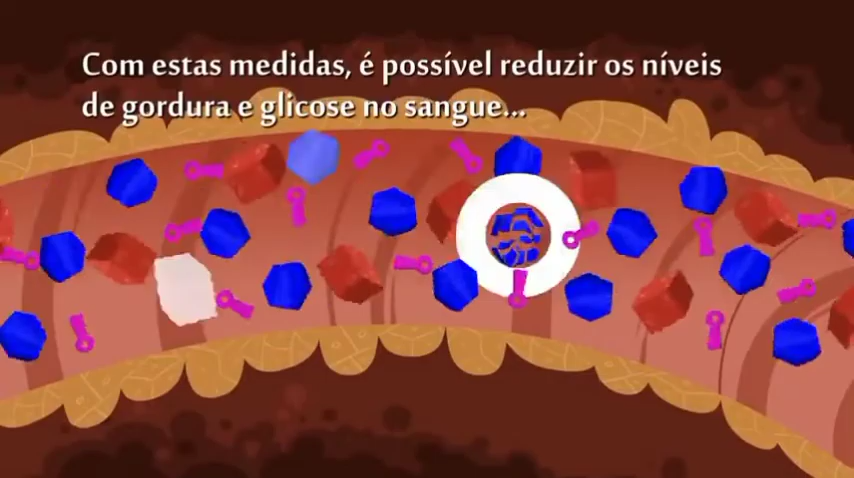 Com estas medidas, é possível reduzir os níveis
de gordura e glicose no sangue...